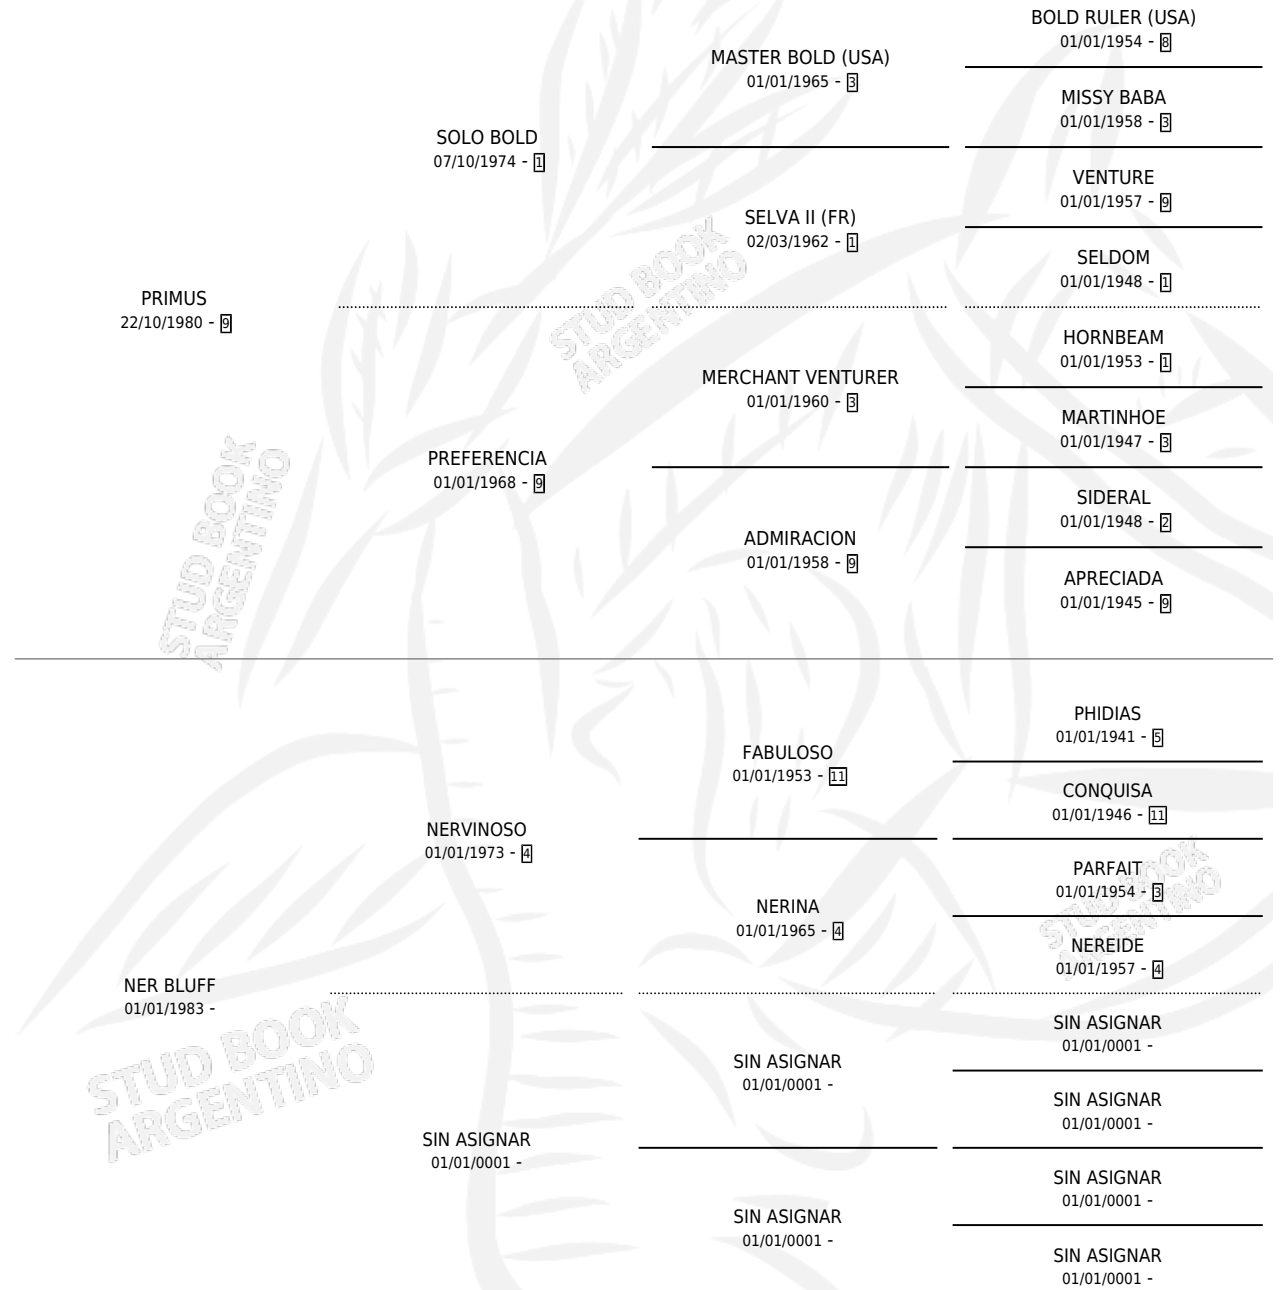 BOLD RULER (USA)
01/01/1954 - 8
MASTER BOLD (USA)
01/01/1965 - 3
MISSY BABA
01/01/1958 - 3
SOLO BOLD
07/10/1974 - 1
VENTURE
01/01/1957 - 9
SELVA II (FR)
02/03/1962 - 1
SELDOM
01/01/1948 - 1
PRIMUS
22/10/1980 - 9
HORNBEAM
01/01/1953 - 1
MERCHANT VENTURER
01/01/1960 - 3
MARTINHOE
01/01/1947 - 3
PREFERENCIA
01/01/1968 - 9
SIDERAL
01/01/1948 - 2
ADMIRACION
01/01/1958 - 9
APRECIADA
01/01/1945 - 9
STUD BOOK
ARGENTINO
STUD BOOK
ARGENTINO
PHIDIAS
01/01/1941 - 5
FABULOSO
01/01/1953 - 11
CONQUISA
01/01/1946 - 11
NERVINOSO
01/01/1973 - 4
PARFAIT
01/01/1954 - 3
NERINA
01/01/1965 - 4
NEREIDE
01/01/1957 - 4
NER BLUFF
01/01/1983 -
SIN ASIGNAR
01/01/0001 -
SIN ASIGNAR
01/01/0001 -
SIN ASIGNAR
01/01/0001 -
SIN ASIGNAR
01/01/0001 -
SIN ASIGNAR
01/01/0001 -
SIN ASIGNAR
01/01/0001 -
SIN ASIGNAR
01/01/0001 -
STUD BOOK
ARGENTINO
STUD BOOK
ARGENTINO